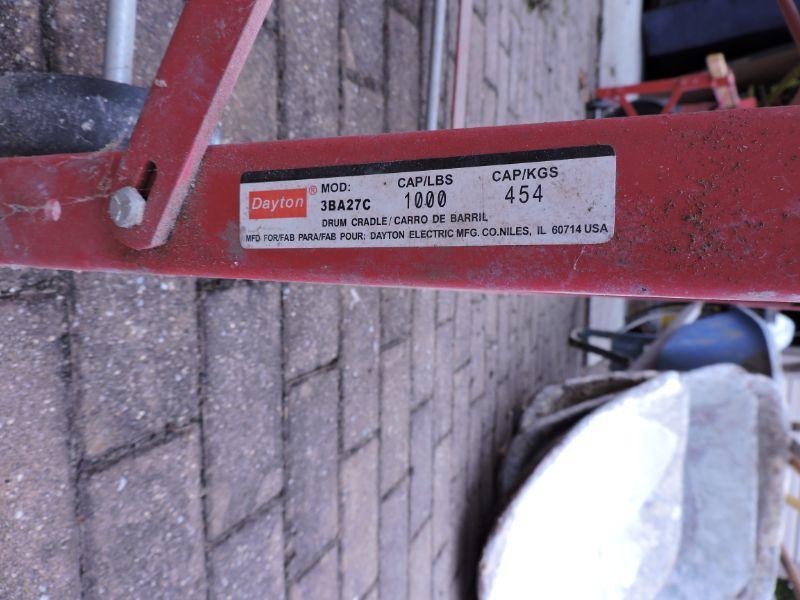 Dayton® MOD: CAP/LBS CAP/KGS
3BA27C 1000 454
DRUM CRADLE/CARRO DE BARRIL
MFD FOR/FAB PARA/FAB POUR; DAYTON ELECTRIC MFG. CO. NILES, IL 60714 USA